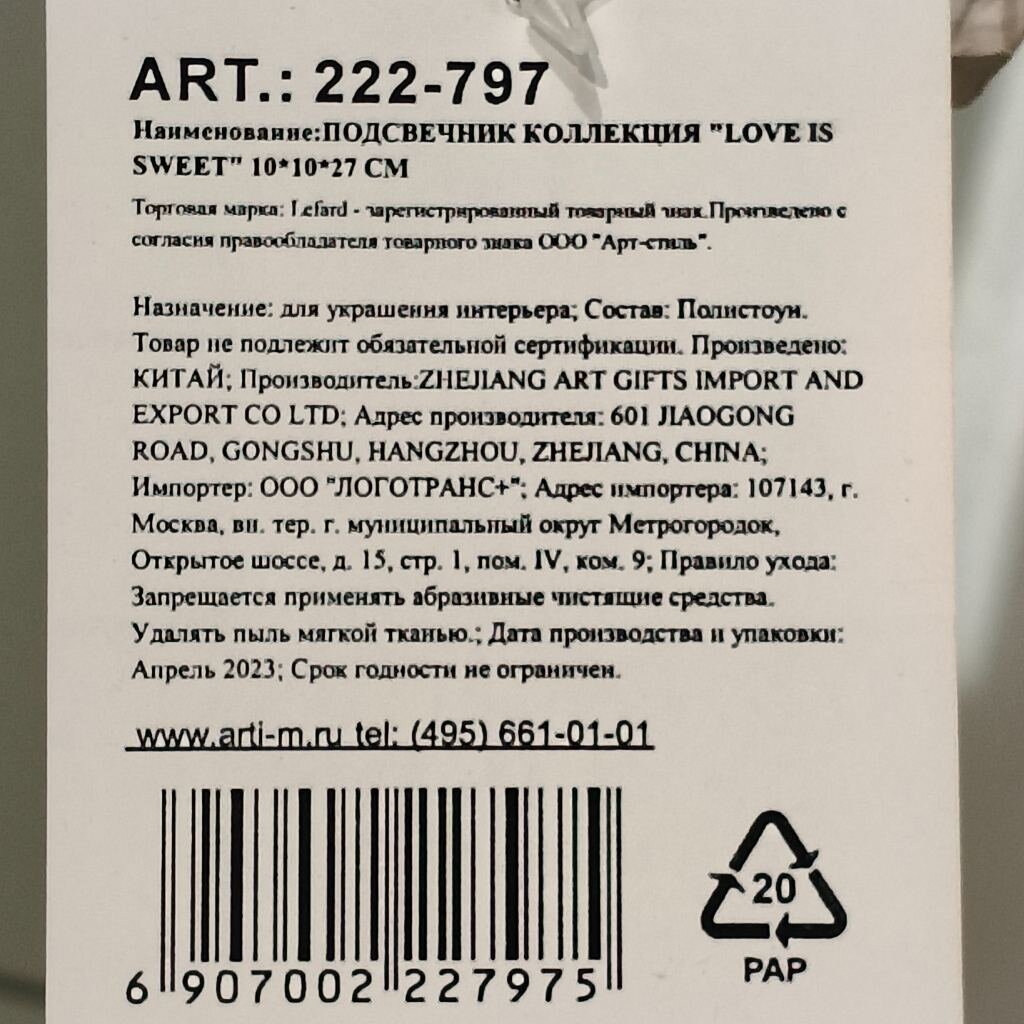 ART.: 222-797
Наименование:ПОДСВЕЧНИК КОЛЛЕКЦИЯ "LOVE IS
SWEET" 10*10*27 СМ
Торговая марка: Lefard - зарегистрированный товарный знак.Произведено с
согласия правообладателя товарного знака ООО "Арт-стиль".
Назначение: для украшения интерьера; Состав: Полистоун.
Товар не подлежит обязательной сертификации. Произведено:
КИТАЙ; Производитель:ZHEJIANG ART GIFTS IMPORT AND
EXPORT CO LTD; Адрес производителя: 601 JIAOGONG
ROAD, GONGSHU, HANGZHOU, ZHEJIANG, CHINA;
Импортер: ООО "ЛОГОТРАНС+"; Адрес импортера: 107143, г.
Москва, вн. тер. г. муниципальный округ Метрогородок,
Открытое шоссе, д. 15, стр. 1, пом. IV, ком. 9; Правило ухода:
Запрещается применять абразивные чистящие средства.
Удалять пыль мягкой тканью.; Дата производства и упаковки:
Апрель 2023; Срок годности не ограничен.
www.arti-m.ru tel: (495) 661-01-01
20
PAP
6 907002 227975